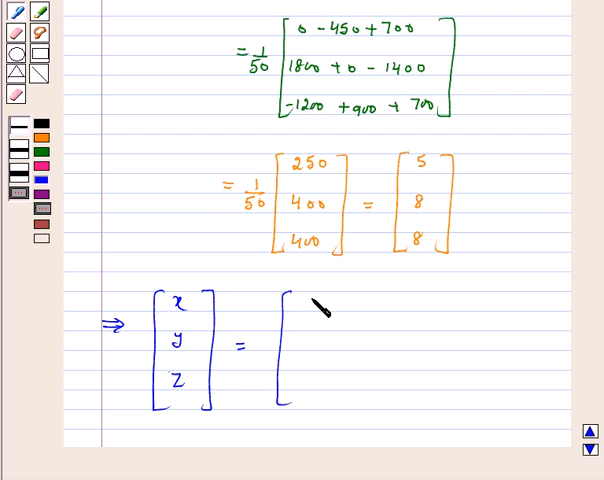 = 1/50 [ 0 - 450 + 700
1800 + 0 - 1400
-1200 + 900 + 700 ]
= 1/50 [ 250
400
400 ] = [ 5
8
8 ]
⇒ [ x
y
z ] = [